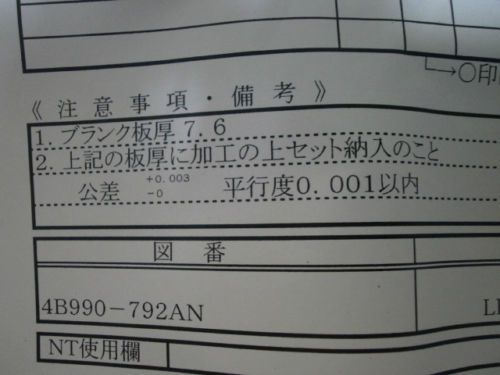 →○印
《注意事項・備考》
1. ブランク板厚7.6
2. 上記の板厚に加工の上セット納入のこと
公差 +0.003 -0 平行度0.001以内
図番
4B990-792AN
NT使用欄